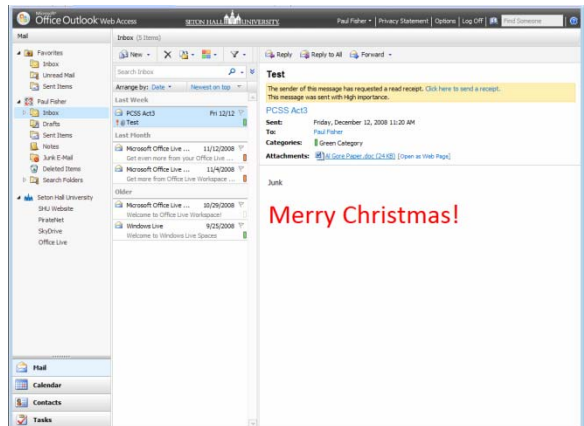 Microsoft
Office Outlook Web Access
SETON HALL UNIVERSITY
Paul Fisher
Privacy Statement
Options
Log Off
Find Someone
Mail
Favorites
Inbox
Unread Mail
Sent Items
Paul Fisher
Inbox
Drafts
Sent Items
Notes
Junk E-Mail
Deleted Items
Search Folders
Seton Hall University
SHU Website
PirateNet
SkyDrive
Office Live
Mail
Calendar
Contacts
Tasks
Inbox (5 Items)
New
Search Inbox
Arrange by: Date Newest on top
Last Week
PCSS Act3 Fri 12/12
Test
Last Month
Microsoft Office Live ... 11/12/2008
Get even more from your Office Live ...
Microsoft Office Live ... 11/4/2008
Get more from Office Live Workspace ...
Older
Microsoft Office Live ... 10/29/2008
Welcome to Office Live Workspace!
Windows Live 9/25/2008
Welcome to Windows Live Spaces
Reply Reply to All Forward
Test
The sender of this message has requested a read receipt. Click here to send a receipt.
This message was sent with High importance.
PCSS Act3
Sent: Friday, December 12, 2008 11:20 AM
To: Paul Fisher
Categories: Green Category
Attachments: Al Gore Paper.doc (24 KB) [Open as Web Page]
Junk
Merry Christmas!